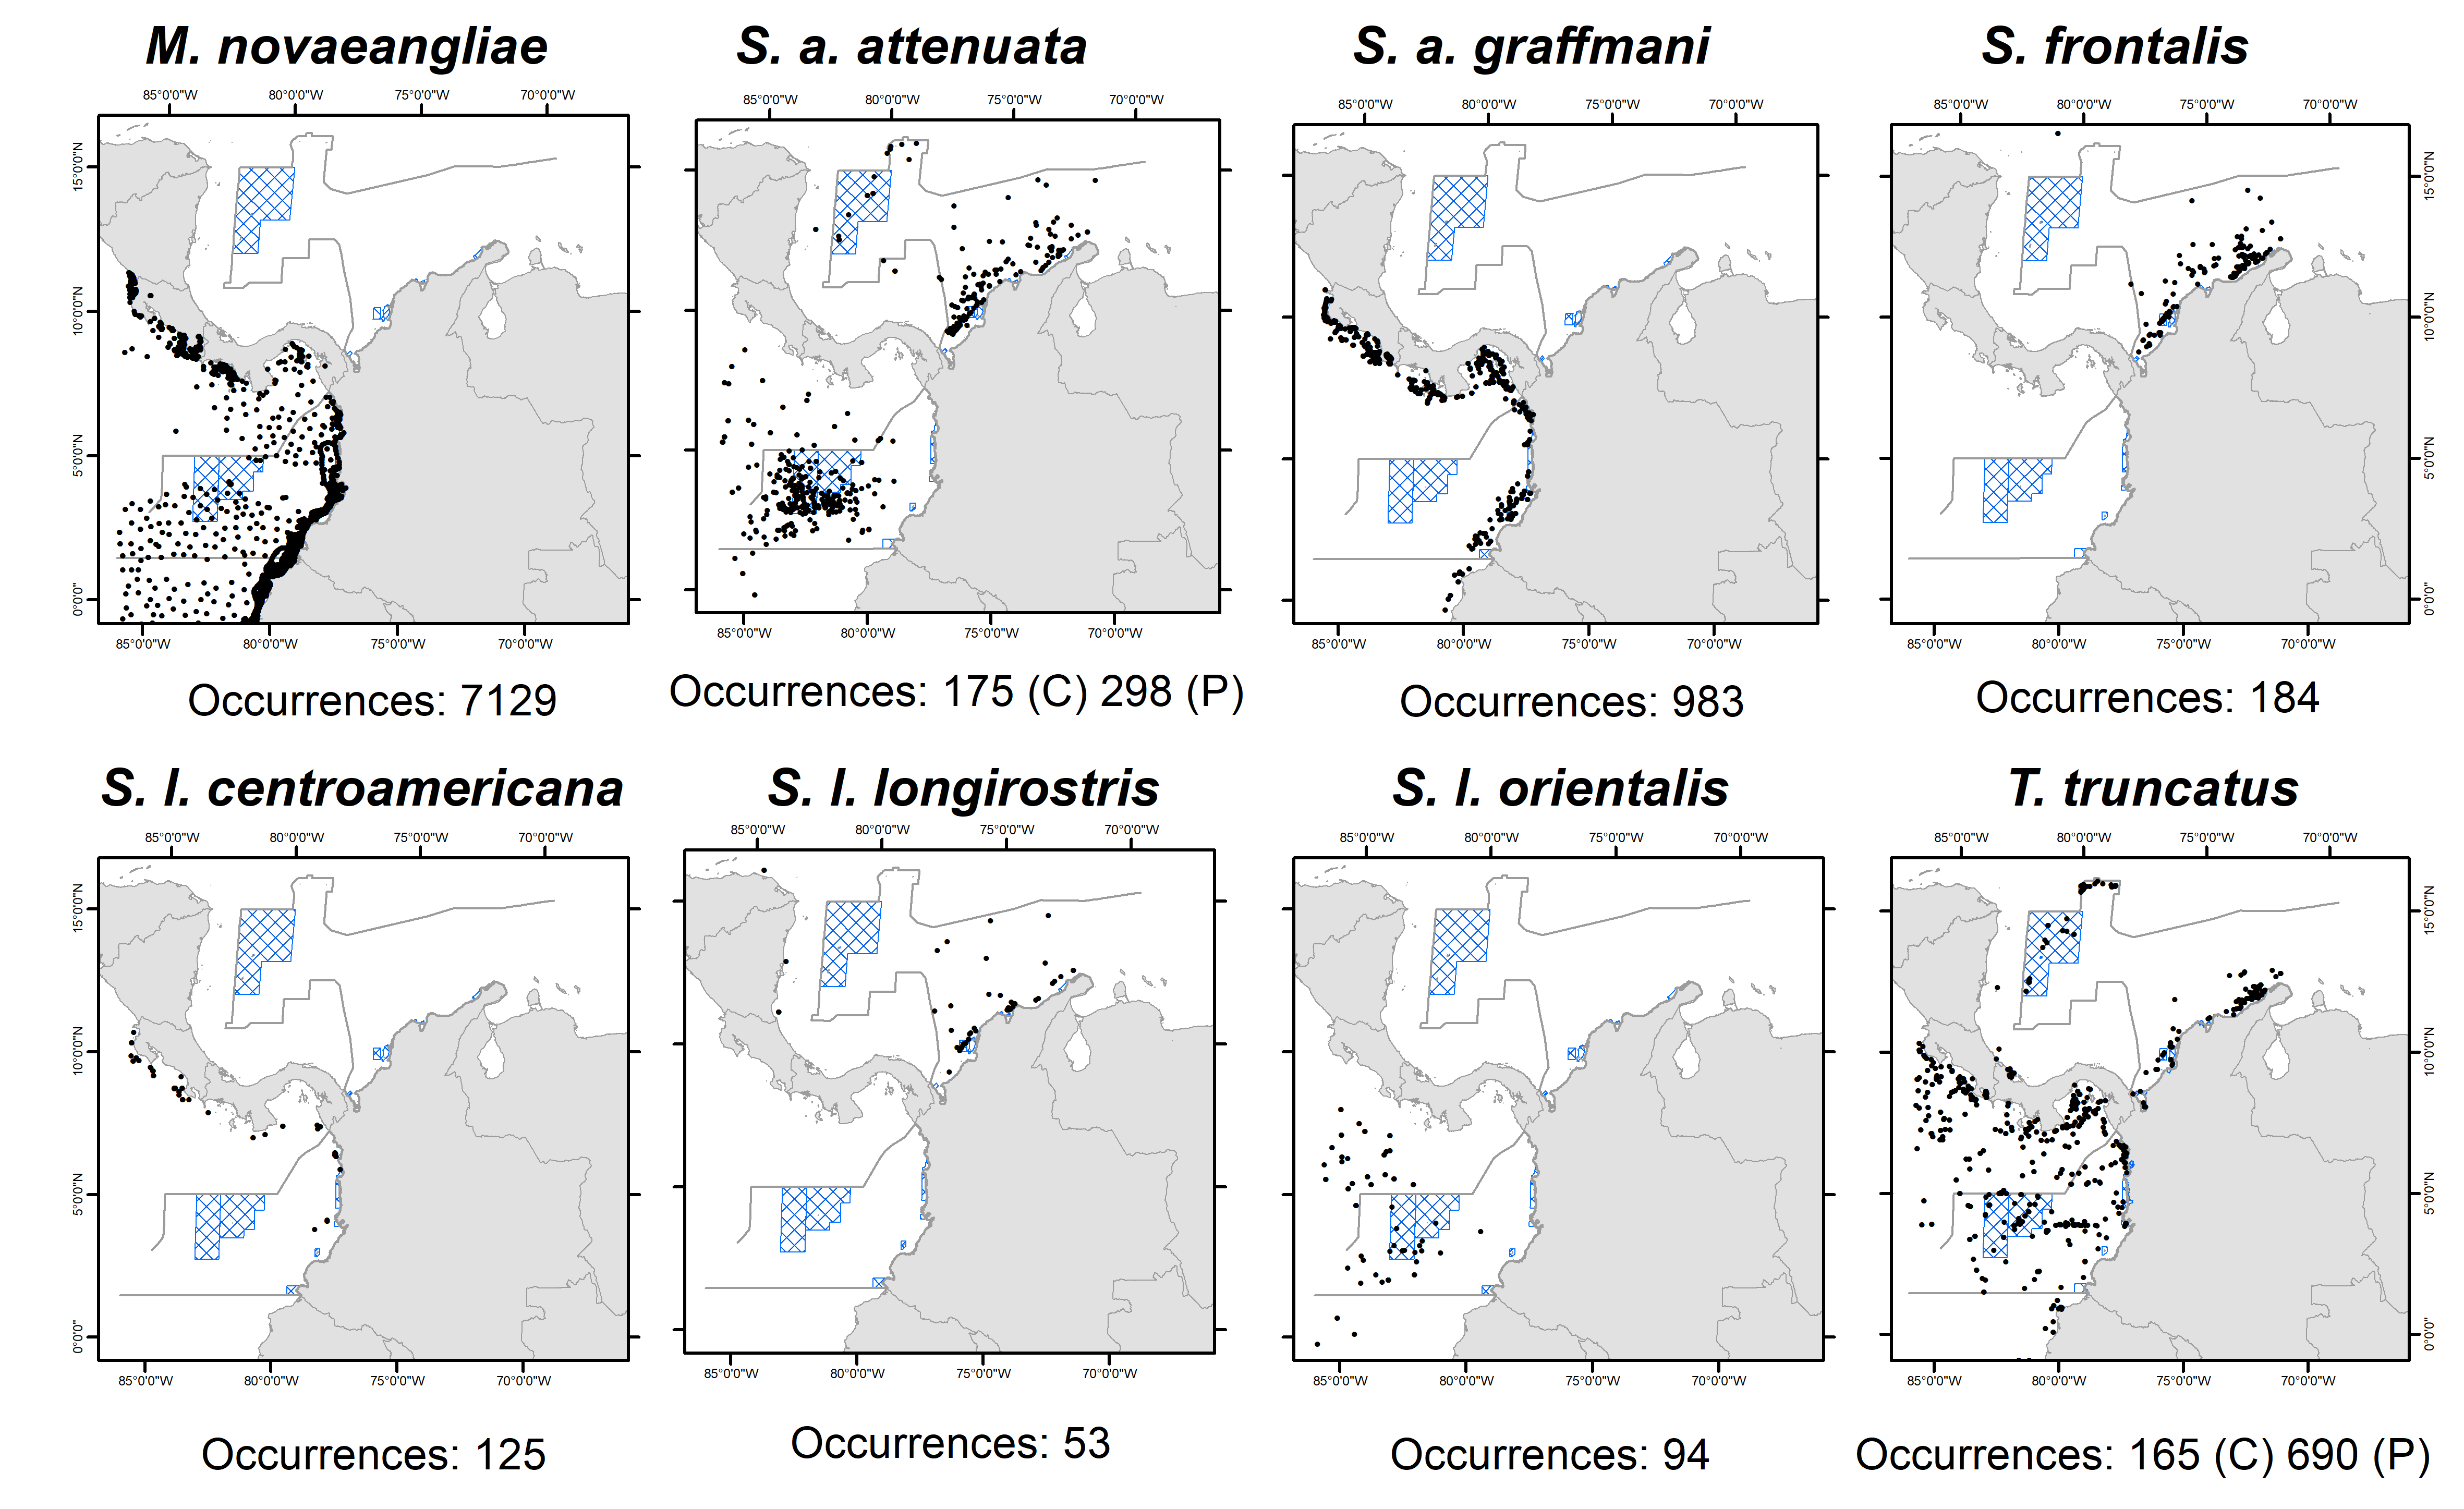 M. novaeangliae
S. a. attenuata
S. a. graffmani
S. frontalis
85°0'0"W 80°0'0"W 75°0'0"W 70°0'0"W
85°0'0"W 80°0'0"W 75°0'0"W 70°0'0"W
85°0'0"W 80°0'0"W 75°0'0"W 70°0'0"W
85°0'0"W 80°0'0"W 75°0'0"W 70°0'0"W
15°0'0"N
10°0'0"N
5°0'0"N
0°0'0"
15°0'0"N
10°0'0"N
5°0'0"N
0°0'0"
85°0'0"W 80°0'0"W 75°0'0"W 70°0'0"W
85°0'0"W 80°0'0"W 75°0'0"W 70°0'0"W
85°0'0"W 80°0'0"W 75°0'0"W 70°0'0"W
85°0'0"W 80°0'0"W 75°0'0"W 70°0'0"W
Occurrences: 7129
Occurrences: 175 (C) 298 (P)
Occurrences: 983
Occurrences: 184
S. l. centroamericana
S. l. longirostris
S. l. orientalis
T. truncatus
85°0'0"W 80°0'0"W 75°0'0"W 70°0'0"W
85°0'0"W 80°0'0"W 75°0'0"W 70°0'0"W
85°0'0"W 80°0'0"W 75°0'0"W 70°0'0"W
85°0'0"W 80°0'0"W 75°0'0"W 70°0'0"W
15°0'0"N
10°0'0"N
5°0'0"N
0°0'0"
15°0'0"N
10°0'0"N
5°0'0"N
0°0'0"
85°0'0"W 80°0'0"W 75°0'0"W 70°0'0"W
85°0'0"W 80°0'0"W 75°0'0"W 70°0'0"W
85°0'0"W 80°0'0"W 75°0'0"W 70°0'0"W
85°0'0"W 80°0'0"W 75°0'0"W 70°0'0"W
Occurrences: 125
Occurrences: 53
Occurrences: 94
Occurrences: 165 (C) 690 (P)